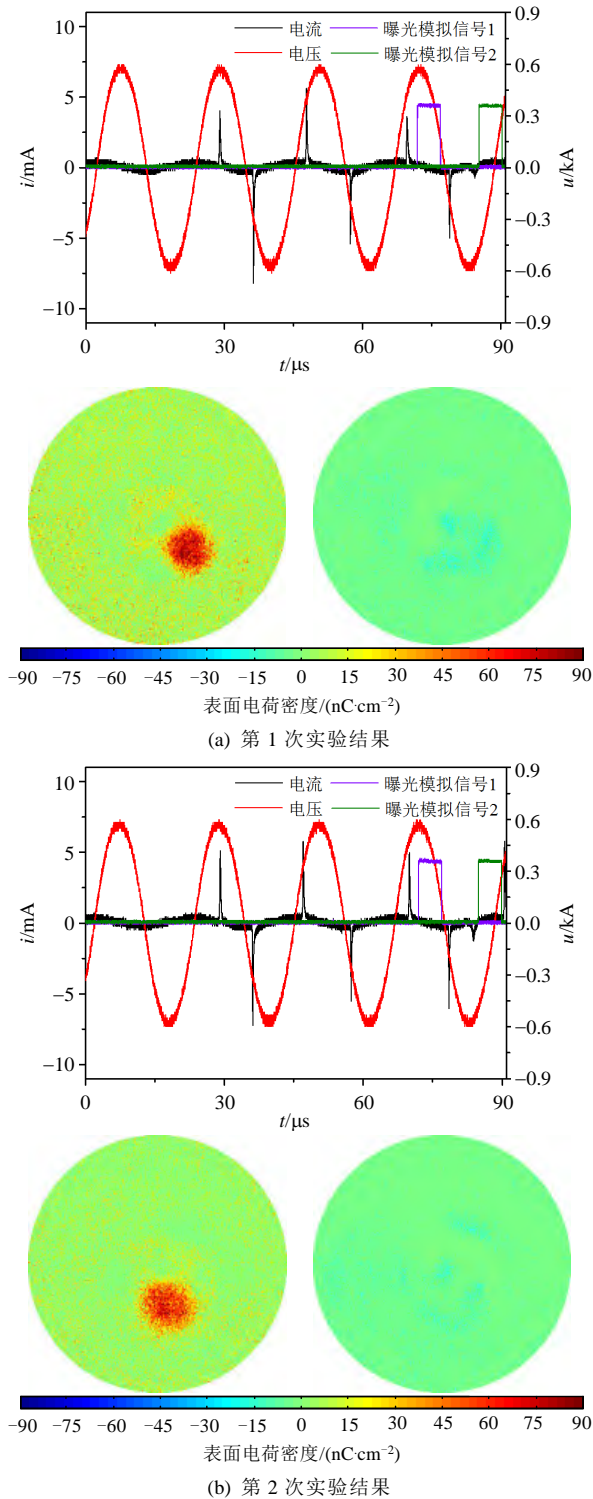 10
5
0
−5
−10
i/mA
电流
曝光模拟信号1
电压
曝光模拟信号2
0.9
0.6
0.3
0.0
−0.3
−0.6
−0.9
u/kA
0 30 60 90
t/μs
−90 −75 −60 −45 −30 −15 0 15 30 45 60 75 90
表面电荷密度/(nC·cm⁻²)
(a) 第 1 次实验结果
10
5
0
−5
−10
i/mA
电流
曝光模拟信号1
电压
曝光模拟信号2
0.9
0.6
0.3
0.0
−0.3
−0.6
−0.9
u/kA
0 30 60 90
t/μs
−90 −75 −60 −45 −30 −15 0 15 30 45 60 75 90
表面电荷密度/(nC·cm⁻²)
(b) 第 2 次实验结果